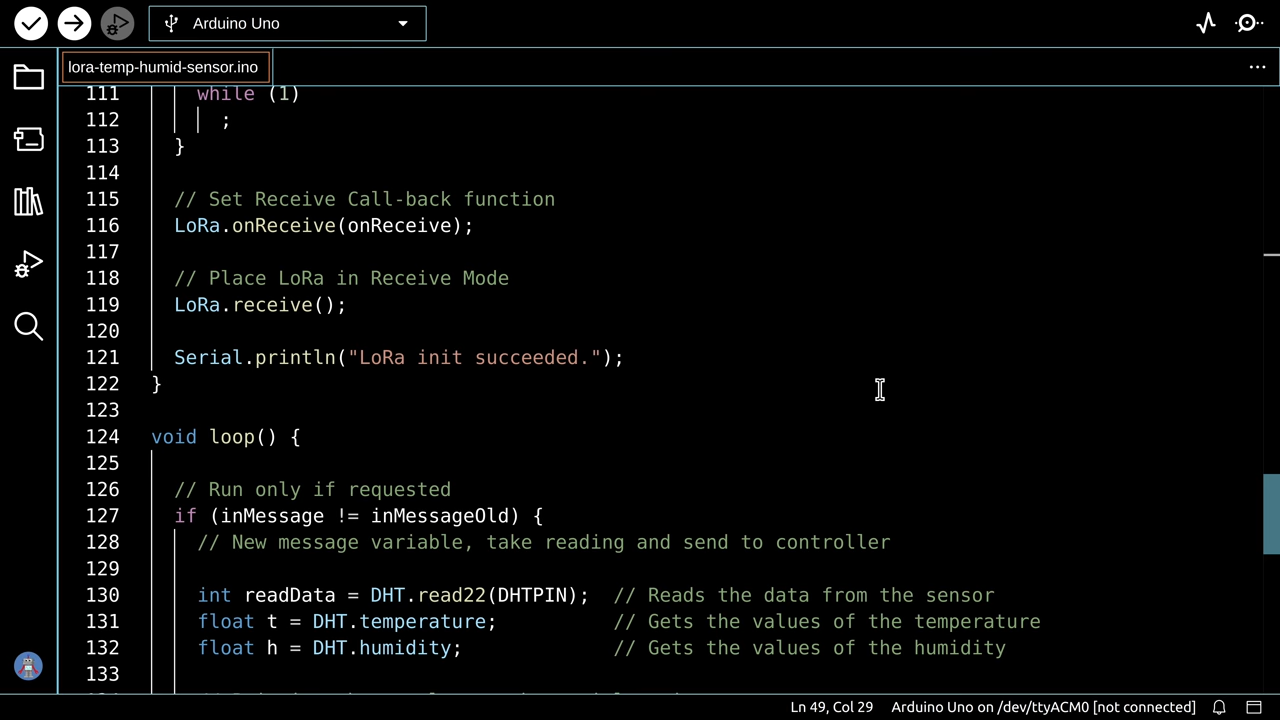 Arduino Uno
lora-temp-humid-sensor.ino
111 while (1)
112 ;
113 }
114
115 // Set Receive Call-back function
116 LoRa.onReceive(onReceive);
117
118 // Place LoRa in Receive Mode
119 LoRa.receive();
120
121 Serial.println("LoRa init succeeded.");
122 }
123
124 void loop() {
125
126 // Run only if requested
127 if (inMessage != inMessageOld) {
128 // New message variable, take reading and send to controller
129
130 int readData = DHT.read22(DHTPIN); // Reads the data from the sensor
131 float t = DHT.temperature; // Gets the values of the temperature
132 float h = DHT.humidity; // Gets the values of the humidity
133
Ln 49, Col 29 Arduino Uno on /dev/ttyACM0 [not connected]